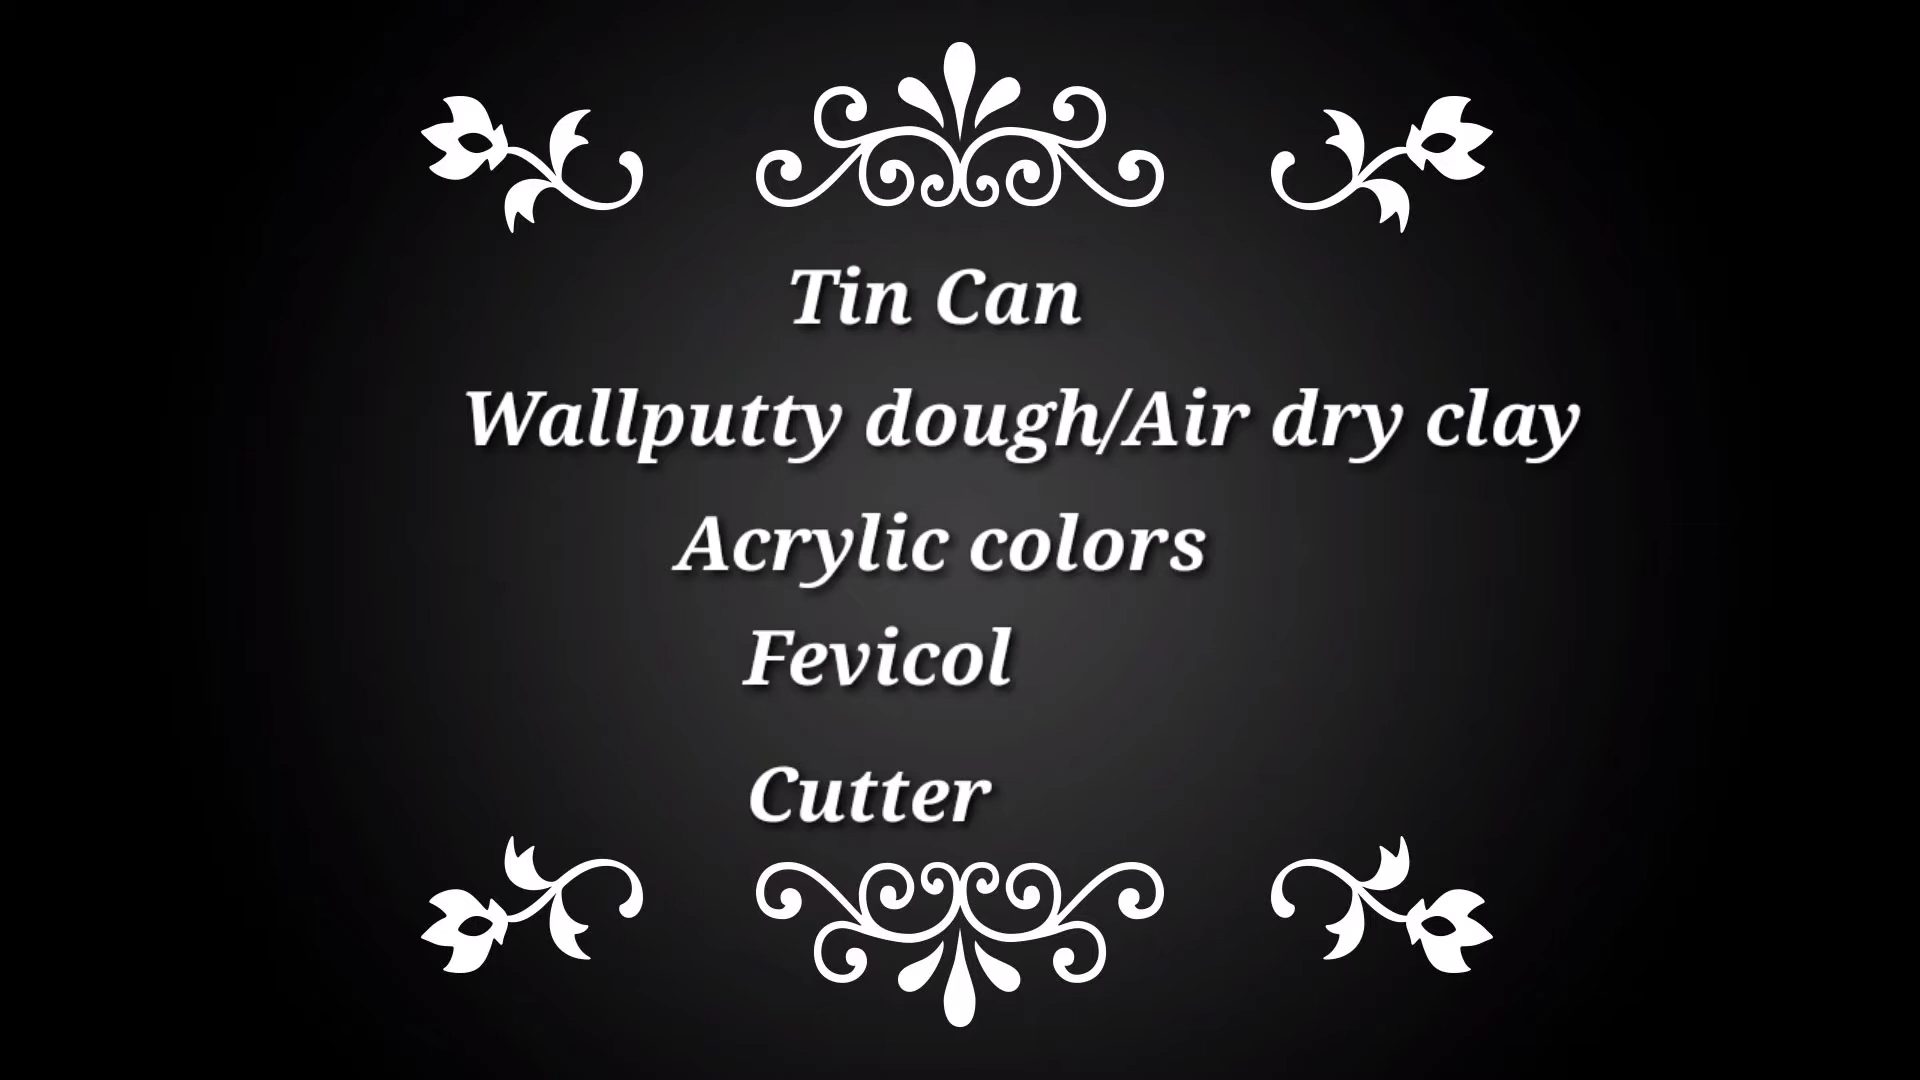 Tin Can
Wallputty dough/Air dry clay
Acrylic colors
Fevicol
Cutter